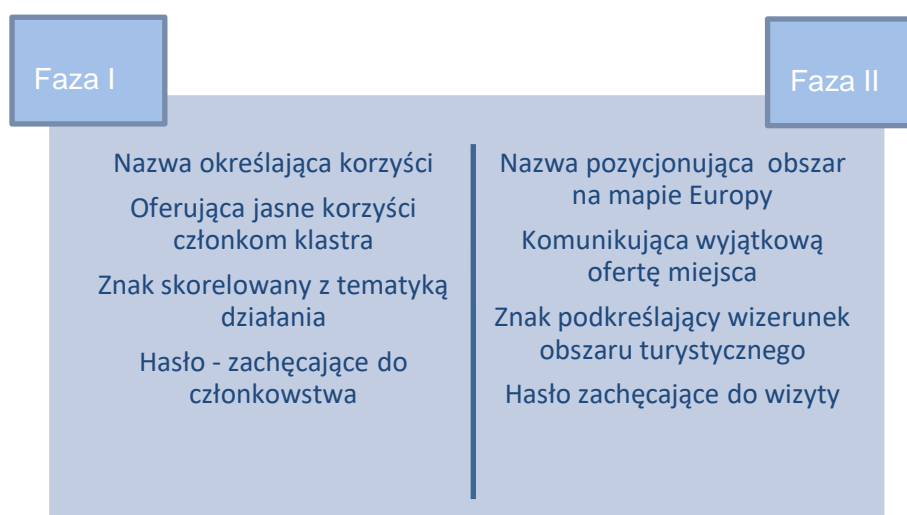 Faza I
Nazwa określająca korzyści
Oferująca jasne korzyści
członkom klastra
Znak skorelowany z tematyką
działania
Hasło - zachęcające do
członkowstwa
Faza II
Nazwa pozycjonująca obszar
na mapie Europy
Komunikująca wyjątkową
ofertę miejsca
Znak podkreślający wizerunek
obszaru turystycznego
Hasło zachęcające do wizyty